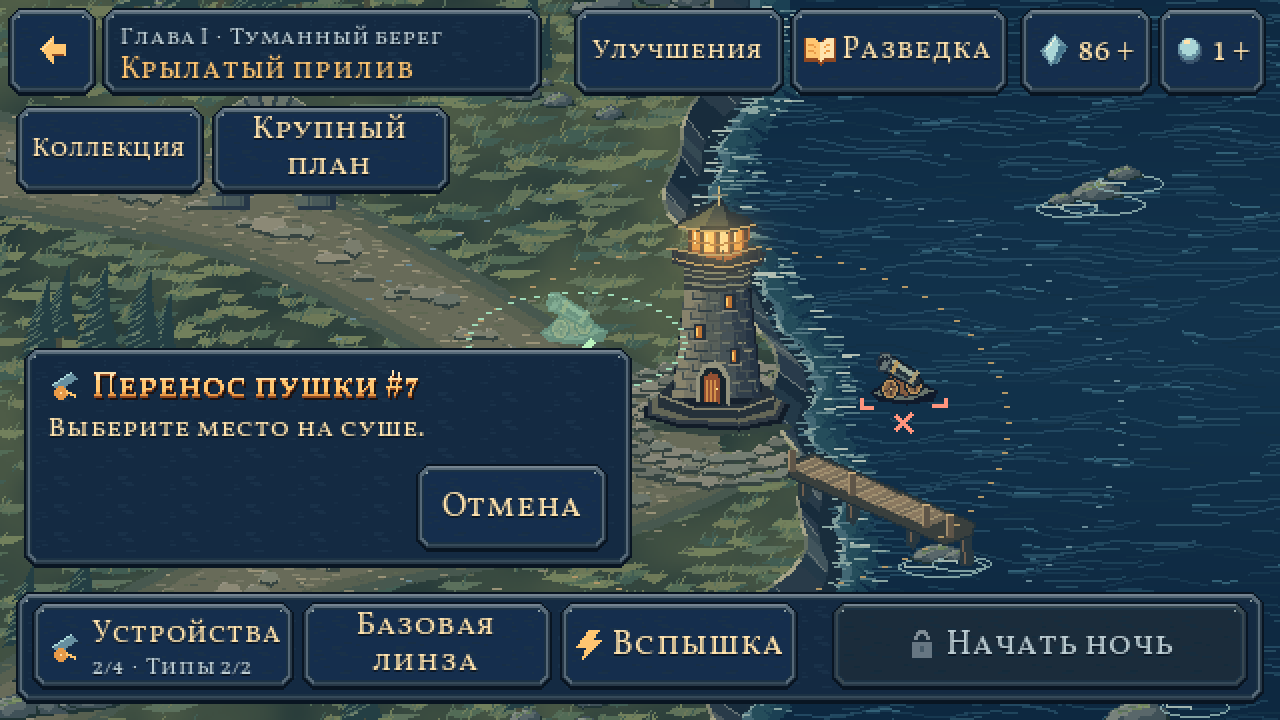 Глава I · Туманный берег
Крылатый прилив
Улучшения
Разведка
86 +
1 +
Коллекция
Крупный
план
Перенос пушки #7
Выберите место на суше.
Отмена
Устройства
2/4 · Типы 2/2
Базовая
линза
Вспышка
Начать ночь